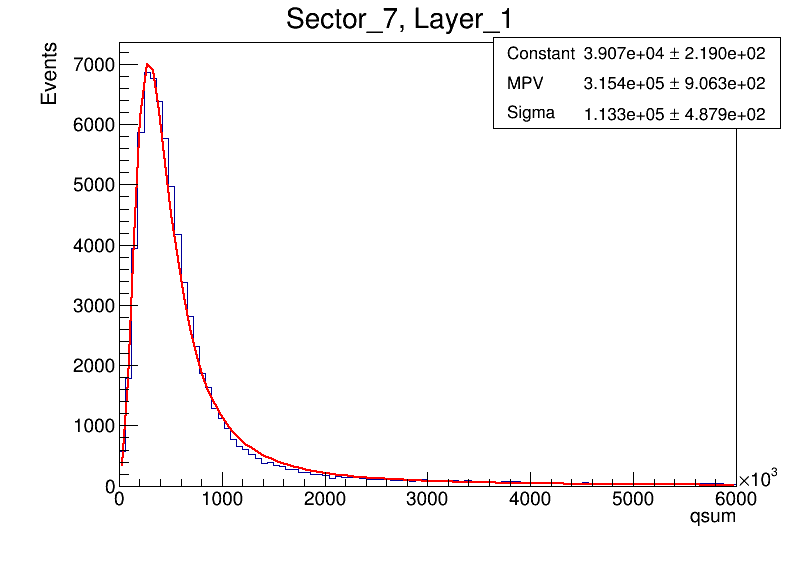 Sector_7, Layer_1
Constant 3.907e+04 ± 2.190e+02
MPV 3.154e+05 ± 9.063e+02
Sigma 1.133e+05 ± 4.879e+02
Events
7000
6000
5000
4000
3000
2000
1000
0
0 1000 2000 3000 4000 5000 6000
×10³
qsum